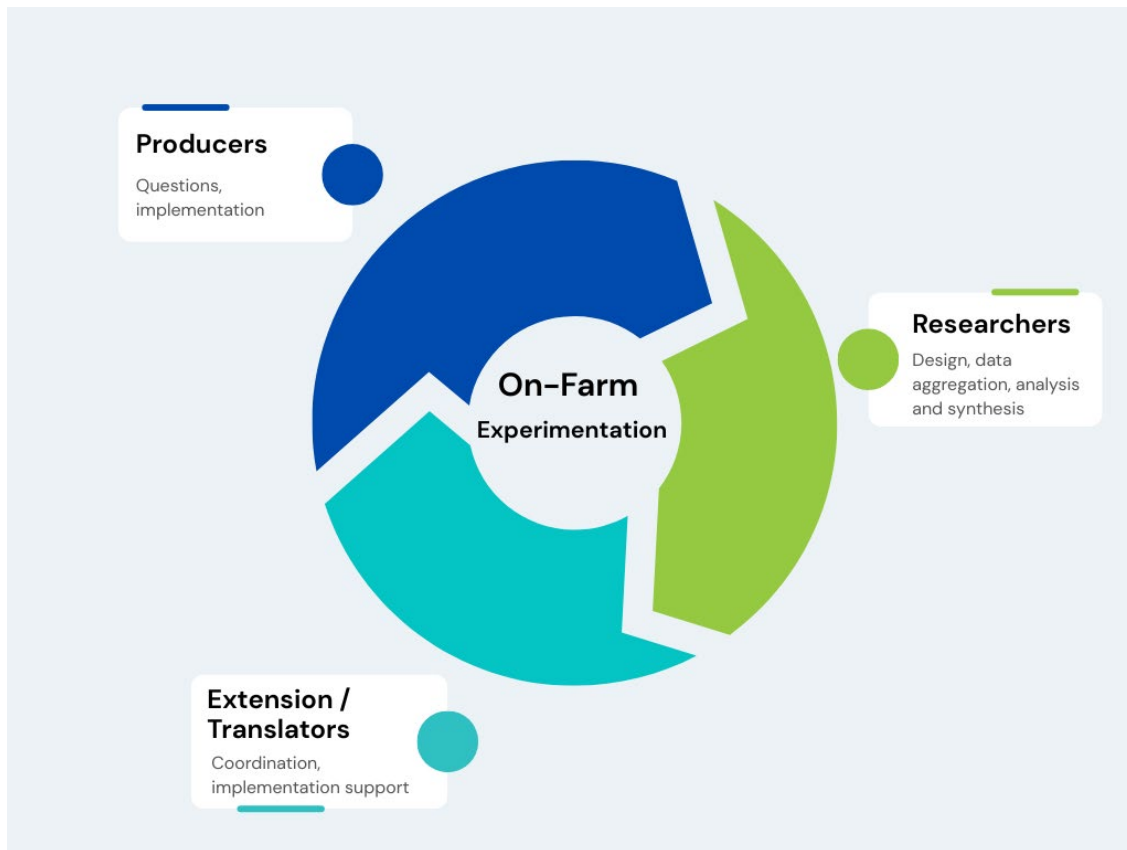 Producers
Questions,
implementation
Researchers
Design, data
aggregation, analysis
and synthesis
On-Farm
Experimentation
Extension /
Translators
Coordination,
implementation support